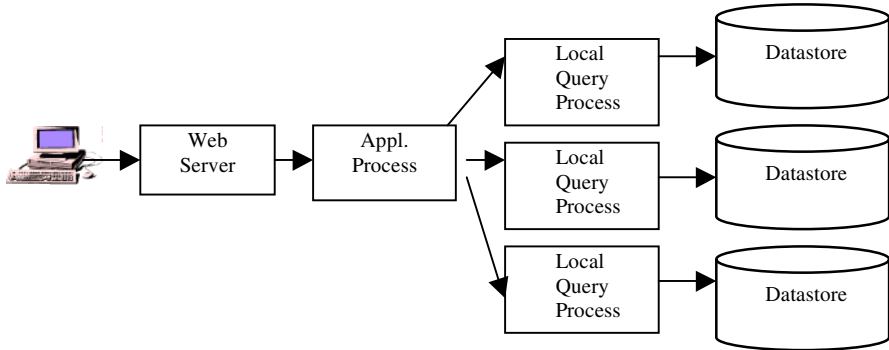 Web
Server
Appl.
Process
Local
Query
Process
Datastore
Local
Query
Process
Datastore
Local
Query
Process
Datastore